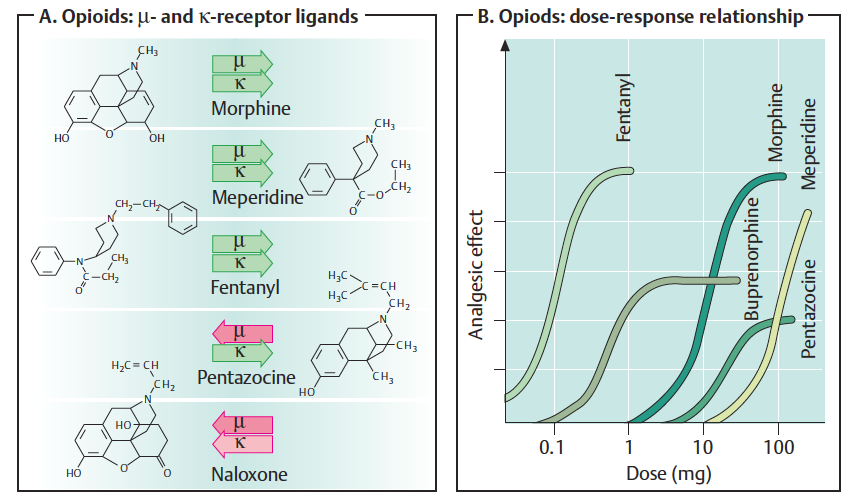 A. Opioids: μ- and κ-receptor ligands
CH3
N
HO
O
OH
μ
κ
Morphine
μ
κ
Meperidine
CH3
N
CH3
C–O
CH2
O
CH2–CH2
N
N
CH3
C–CH2
O
μ
κ
Fentanyl
μ
κ
Pentazocine
H3C
C=CH
H3C
CH2
N
CH3
CH3
HO
H2C=CH
CH2
N
HO
HO
O
O
μ
κ
Naloxone
B. Opiods: dose-response relationship
Analgesic effect
Fentanyl
Buprenorphine
Morphine
Meperidine
Pentazocine
0.1
1
10
100
Dose (mg)